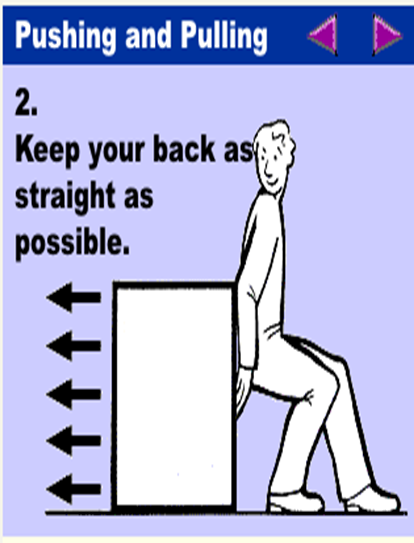 Pushing and Pulling
2.
Keep your back as
straight as
possible.